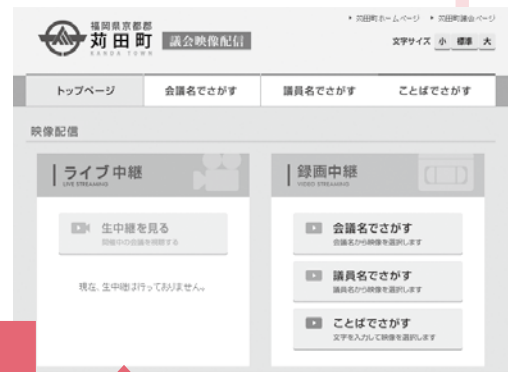 苅田町ホームページ 苅田町議会ページ
福岡県京都郡
苅田町 議会映像配信
KANDA TOWN
文字サイズ 小 標準 大
トップページ 会議名でさがす 議員名でさがす ことばでさがす
映像配信
ライブ中継
LIVE STREAMING
生中継を見る
開催中の会議を視聴する
現在、生中継は行っておりません。
録画中継
VIDEO STREAMING
会議名でさがす
会議名から映像を選択します
議員名でさがす
議員名から映像を選択します
ことばでさがす
文字を入力して映像を選択します